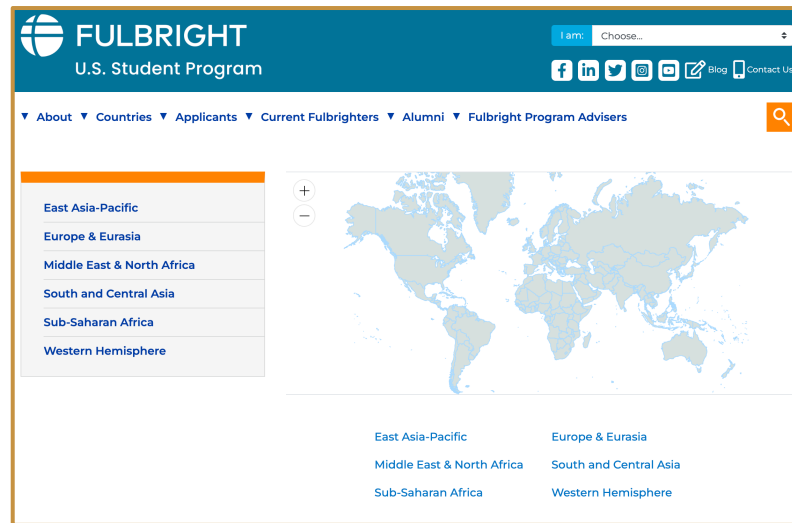 FULBRIGHT
U.S. Student Program
I am: Choose...
Blog Contact Us
About Countries Applicants Current Fulbrighters Alumni Fulbright Program Advisers
East Asia-Pacific
Europe & Eurasia
Middle East & North Africa
South and Central Asia
Sub-Saharan Africa
Western Hemisphere
East Asia-Pacific Europe & Eurasia
Middle East & North Africa South and Central Asia
Sub-Saharan Africa Western Hemisphere